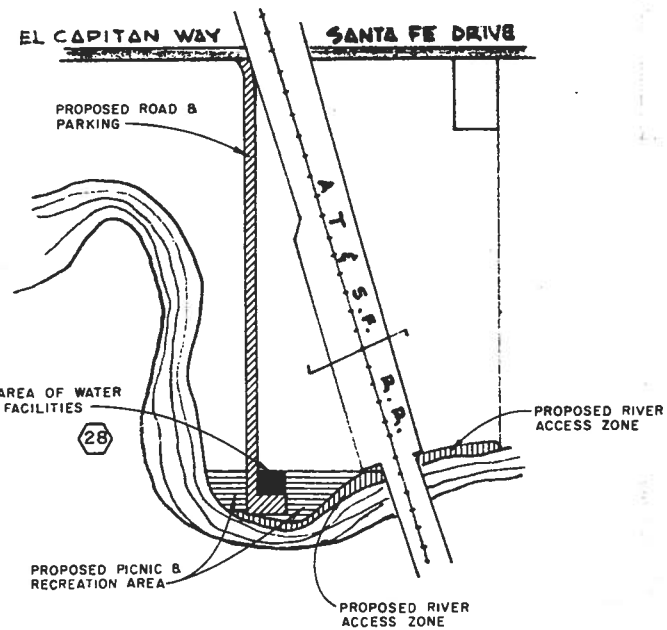 EL CAPITAN WAY
SANTA FE DRIVE
PROPOSED ROAD &
PARKING
A T & S.F. R.R.
AREA OF WATER
FACILITIES
28
PROPOSED RIVER
ACCESS ZONE
PROPOSED PICNIC &
RECREATION AREA
PROPOSED RIVER
ACCESS ZONE